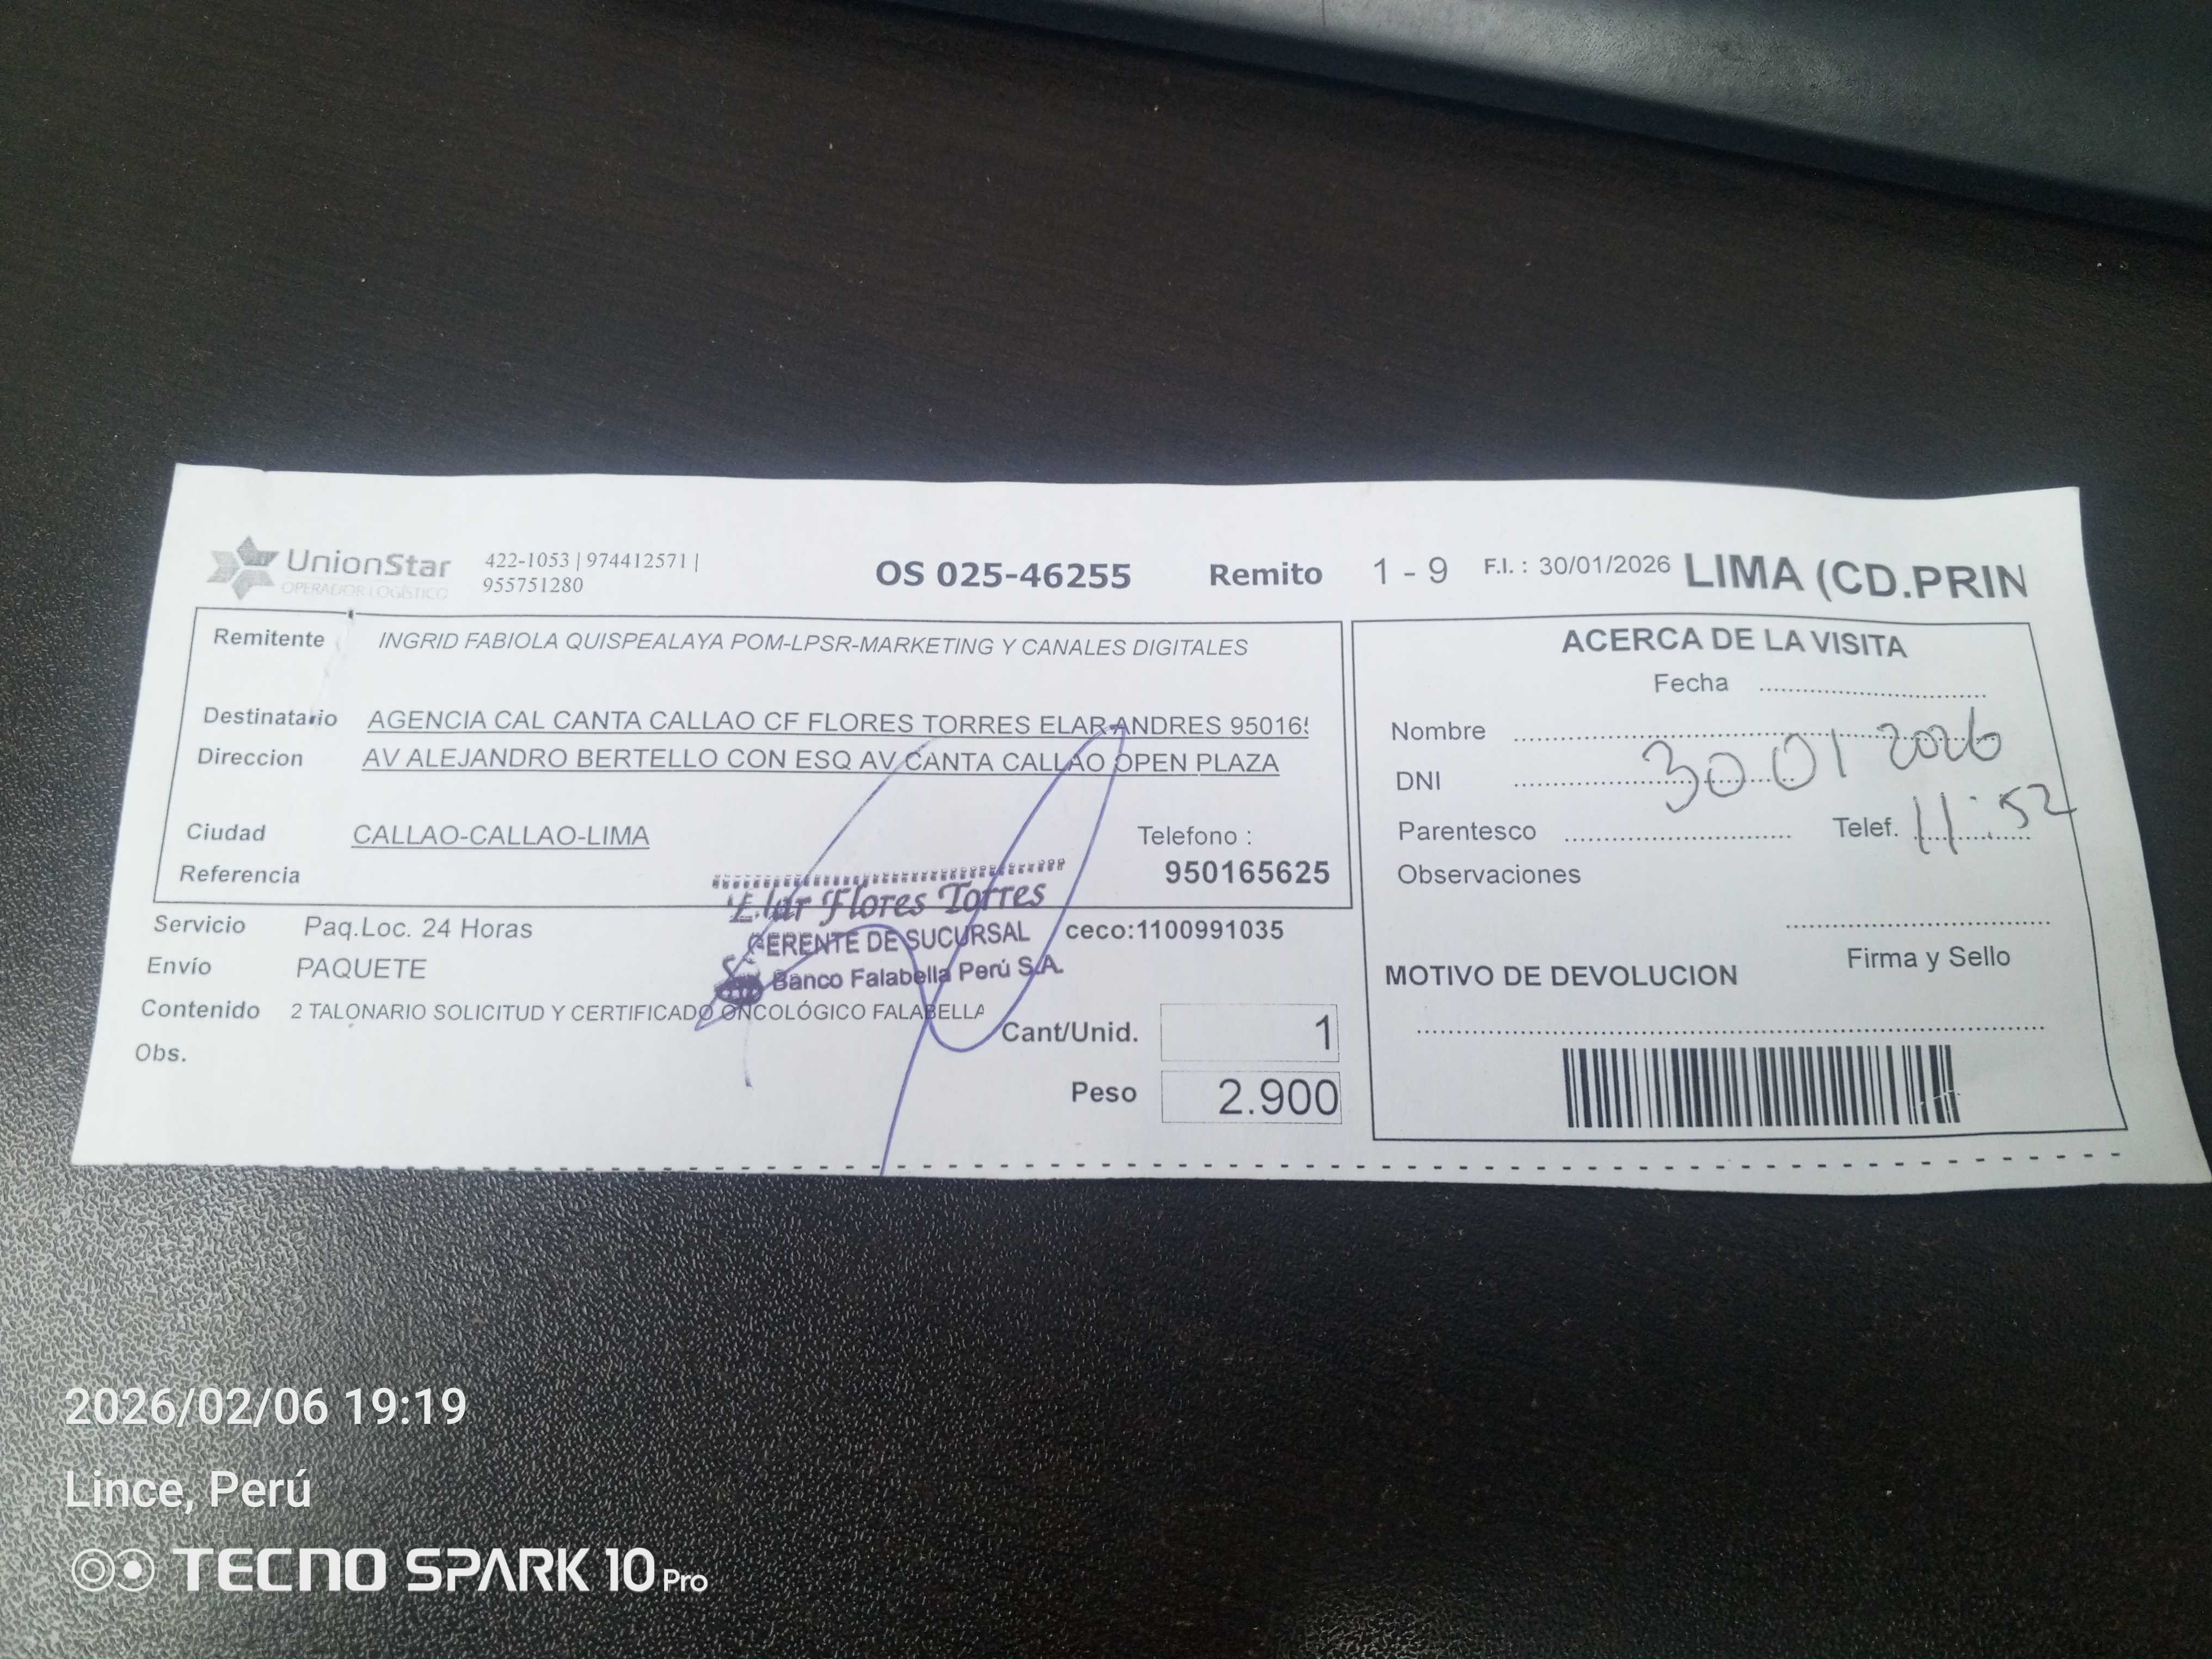 UnionStar
OPERADOR LOGÍSTICO
422-1053 | 974412571 |
955751280
OS 025-46255
Remito 1 - 9
F.I. : 30/01/2026
LIMA (CD.PRIN
Remitente INGRID FABIOLA QUISPEALAYA POM-LPSR-MARKETING Y CANALES DIGITALES
Destinatario AGENCIA CAL CANTA CALLAO CF FLORES TORRES ELAR ANDRES 95016
Direccion AV ALEJANDRO BERTELLO CON ESQ AV CANTA CALLAO OPEN PLAZA
Ciudad CALLAO-CALLAO-LIMA
Telefono :
950165625
Referencia
Elar Flores Torres
GERENTE DE SUCURSAL
Banco Falabella Perú S.A.
Servicio Paq.Loc. 24 Horas
ceco:1100991035
Envío PAQUETE
Contenido 2 TALONARIO SOLICITUD Y CERTIFICADO ONCOLÓGICO FALABELLA
Obs.
Cant/Unid. 1
Peso 2.900
ACERCA DE LA VISITA
Fecha
Nombre
DNI 30 01 2026
Parentesco
Telef. 11:52
Observaciones
Firma y Sello
MOTIVO DE DEVOLUCION
2026/02/06 19:19
Lince, Perú
TECNO SPARK 10 Pro